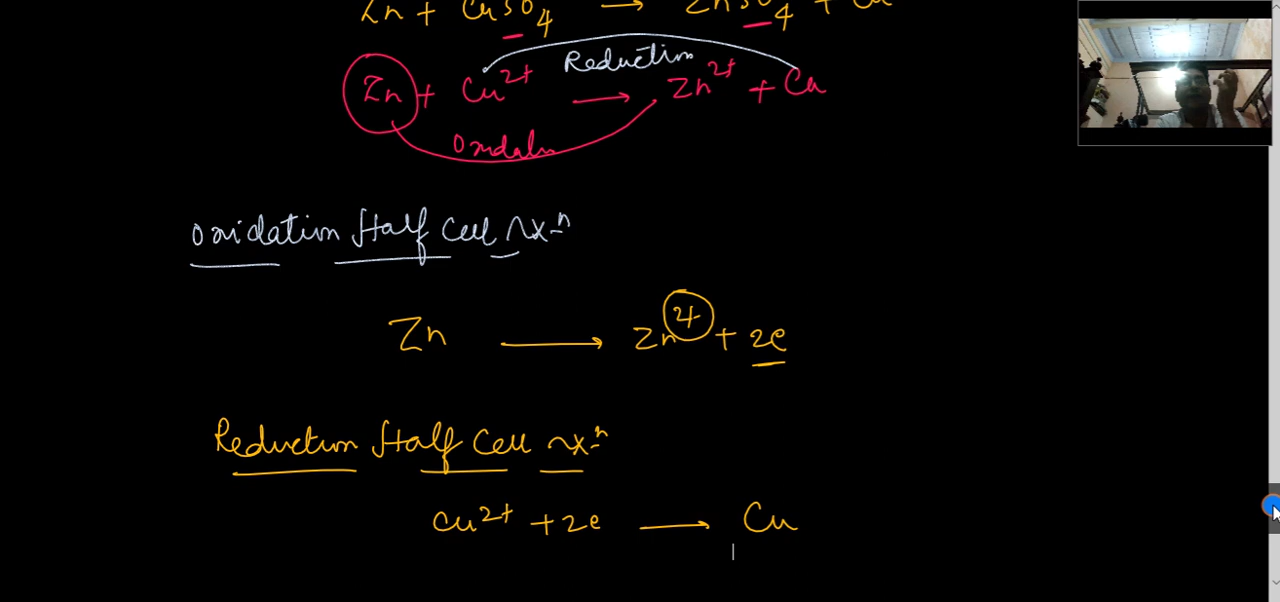 Zn + CuSO4 → ZnSO4 + Cu
Reduction
Zn + Cu2+ → Zn2+ + Cu
Oxidatn
Oxidation Half Cell rxn
Zn → Zn2+ + 2e
Reduction Half Cell rxn
Cu2+ + 2e → Cu